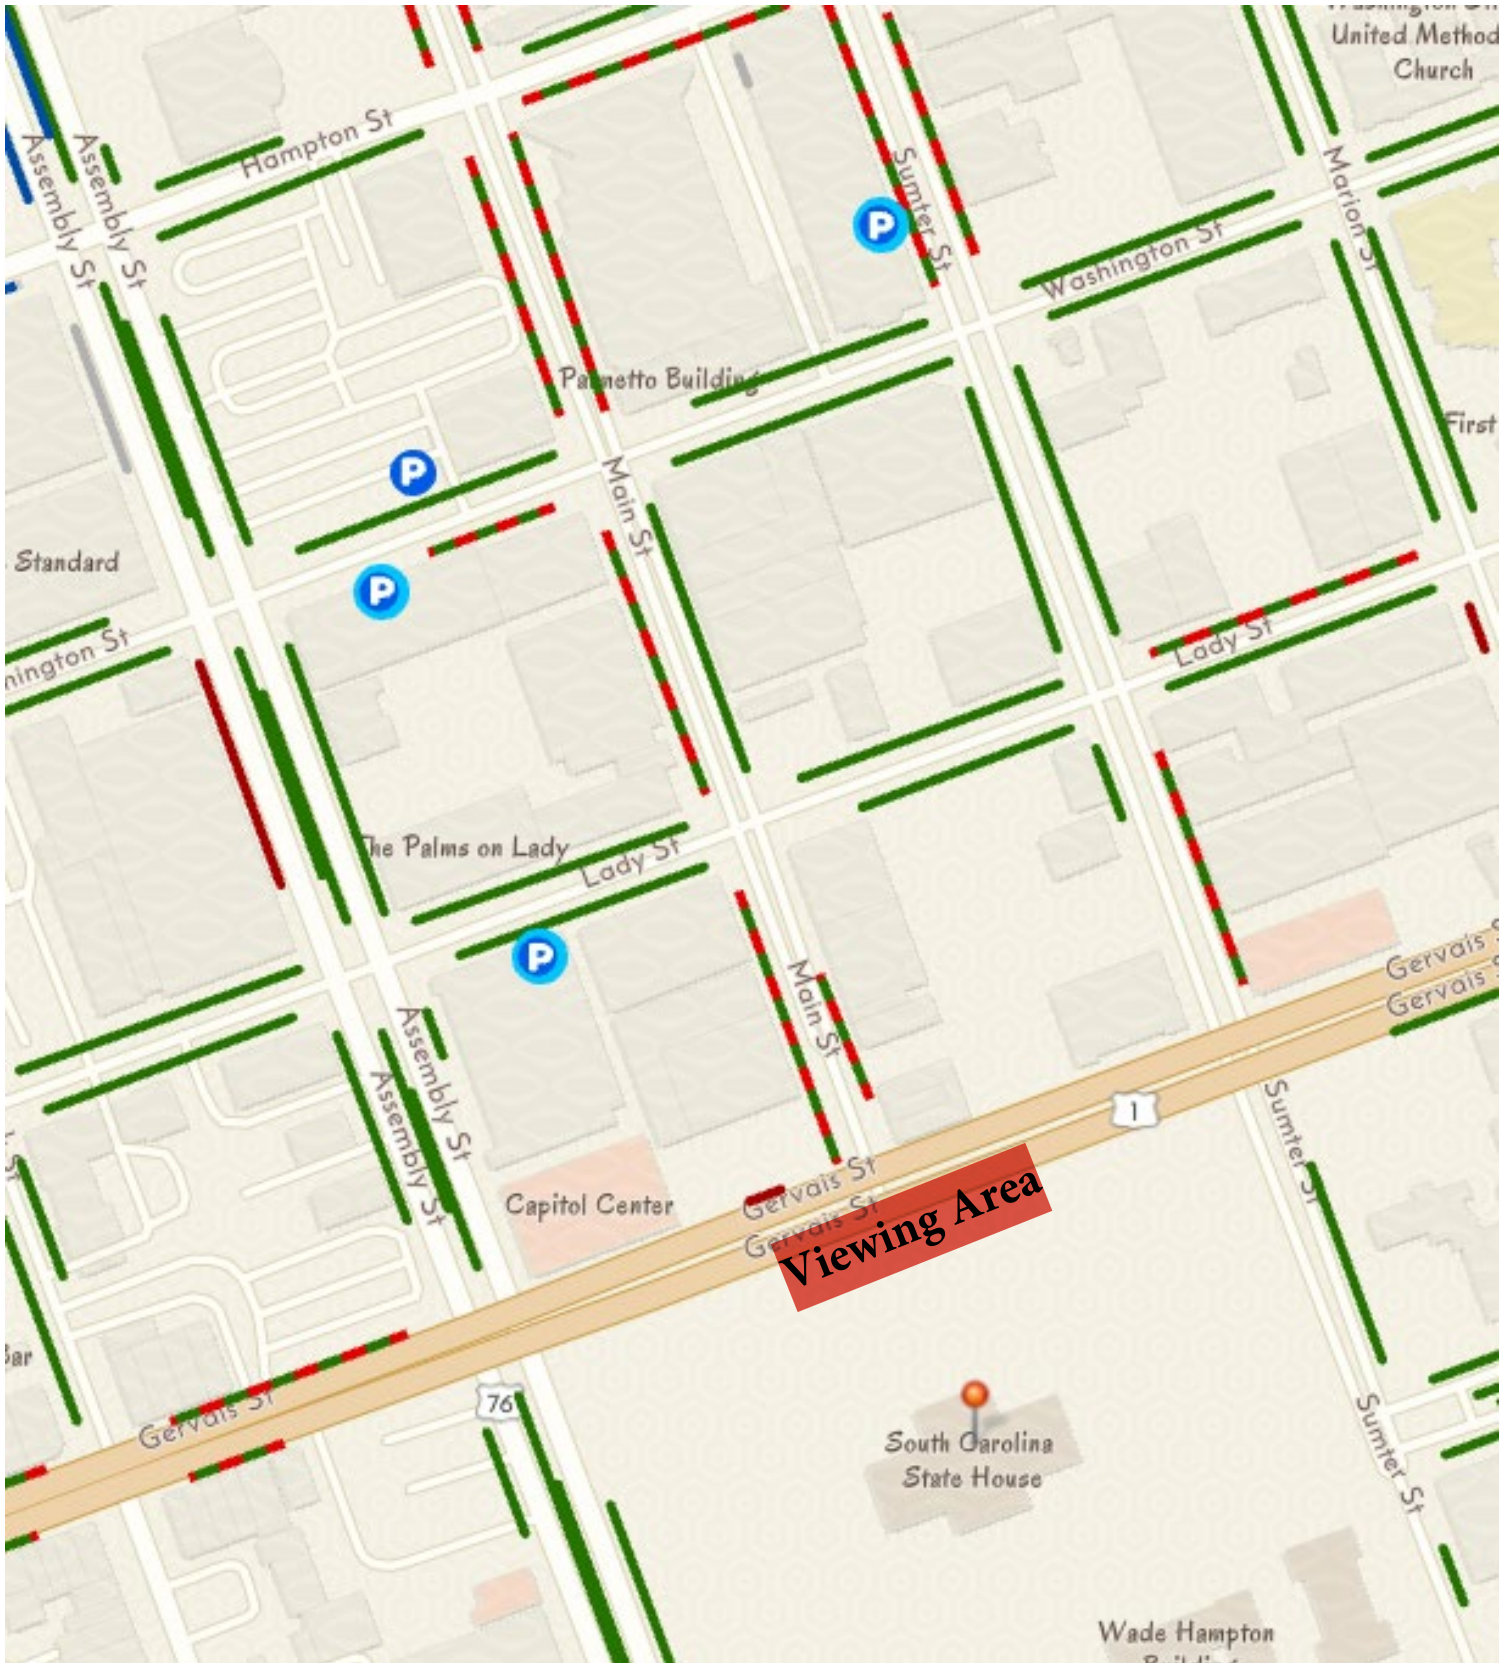 United Method
Church
Hampton St
Assembly St
Assembly St
Sumter St
Marion St
Washington St
Palmetto Building
First
P
P
Main St
Standard
P
nington St
Lady St
The Palms on Lady
Lady St
P
Main St
Gervais S
Gervais S
Assembly St
Assembly St
1
Sumter St
Gervais St
Gervais St
Viewing Area
Capitol Center
Bar
76
Gervais St
South Carolina
State House
Sumter St
Wade Hampton